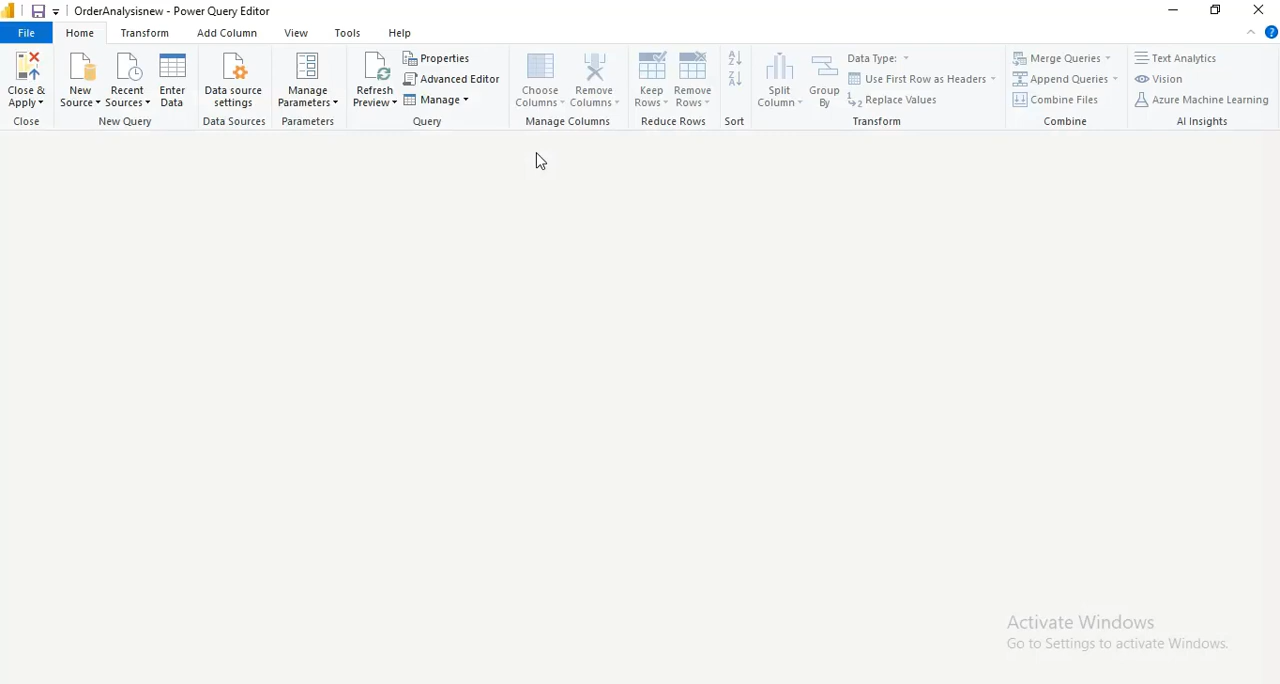 OrderAnalysisnew - Power Query Editor
File Home Transform Add Column View Tools Help
Close & Apply
New Source
Recent Sources
Enter Data
Data source settings
Manage Parameters
Refresh Preview
Properties
Advanced Editor
Manage
Choose Columns
Remove Columns
Keep Rows
Remove Rows
Split Column
Group By
Data Type:
Use First Row as Headers
Replace Values
Merge Queries
Append Queries
Combine Files
Text Analytics
Vision
Azure Machine Learning
Close New Query Data Sources Parameters Query Manage Columns Reduce Rows Sort Transform Combine AI Insights
Activate Windows
Go to Settings to activate Windows.